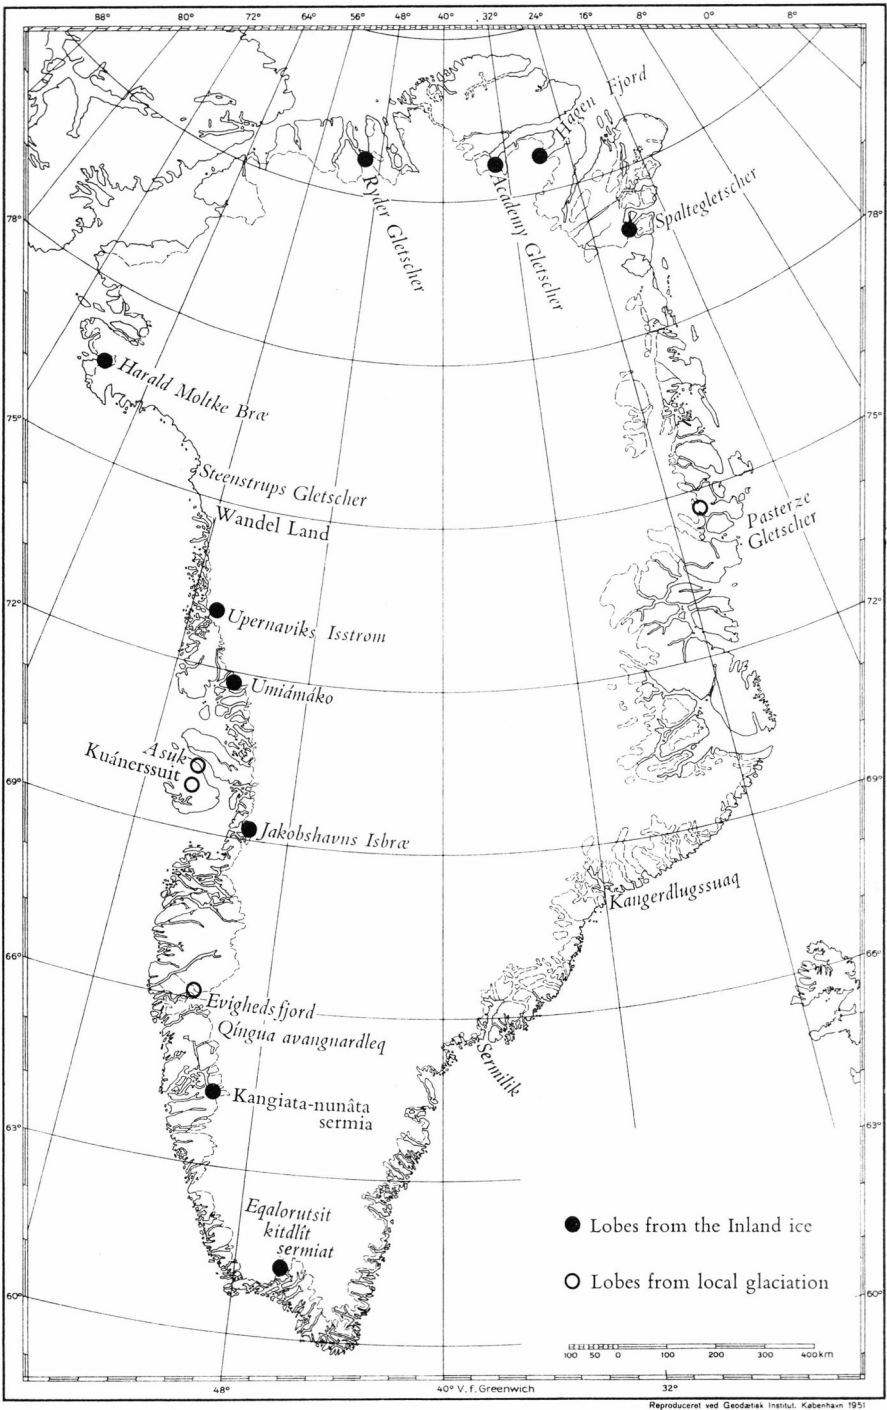 88° 80° 72° 64° 56° 48° 40° 32° 24° 16° 8° 0° 8°
Hagen Fjord
Ryder Gletscher
Academy Gletscher
Spaltegletscher
78° 78°
Harald Moltke Bræ
75° 75°
Steenstrups Gletscher
Wandel Land
Pasterze
Gletscher
72° 72°
Upernaviks Isstrom
Umiámáko
Asuk
Kuánerssuit
69° 69°
Jakobshavns Isbræ
Kangerdlugssuaq
66° 66°
Evighedsfjord
Qíngua avangnardleq
Sermilik
Kangiata-nunâta
sermia
63° 63°
Eqalorutsit
kitdlît
sermiat
Lobes from the Inland ice
Lobes from local glaciation
60° 60°
100 50 0 100 200 300 400 km
48° 40° V. f. Greenwich 32°
Reproduceret ved Geodætisk Institut. København 1951